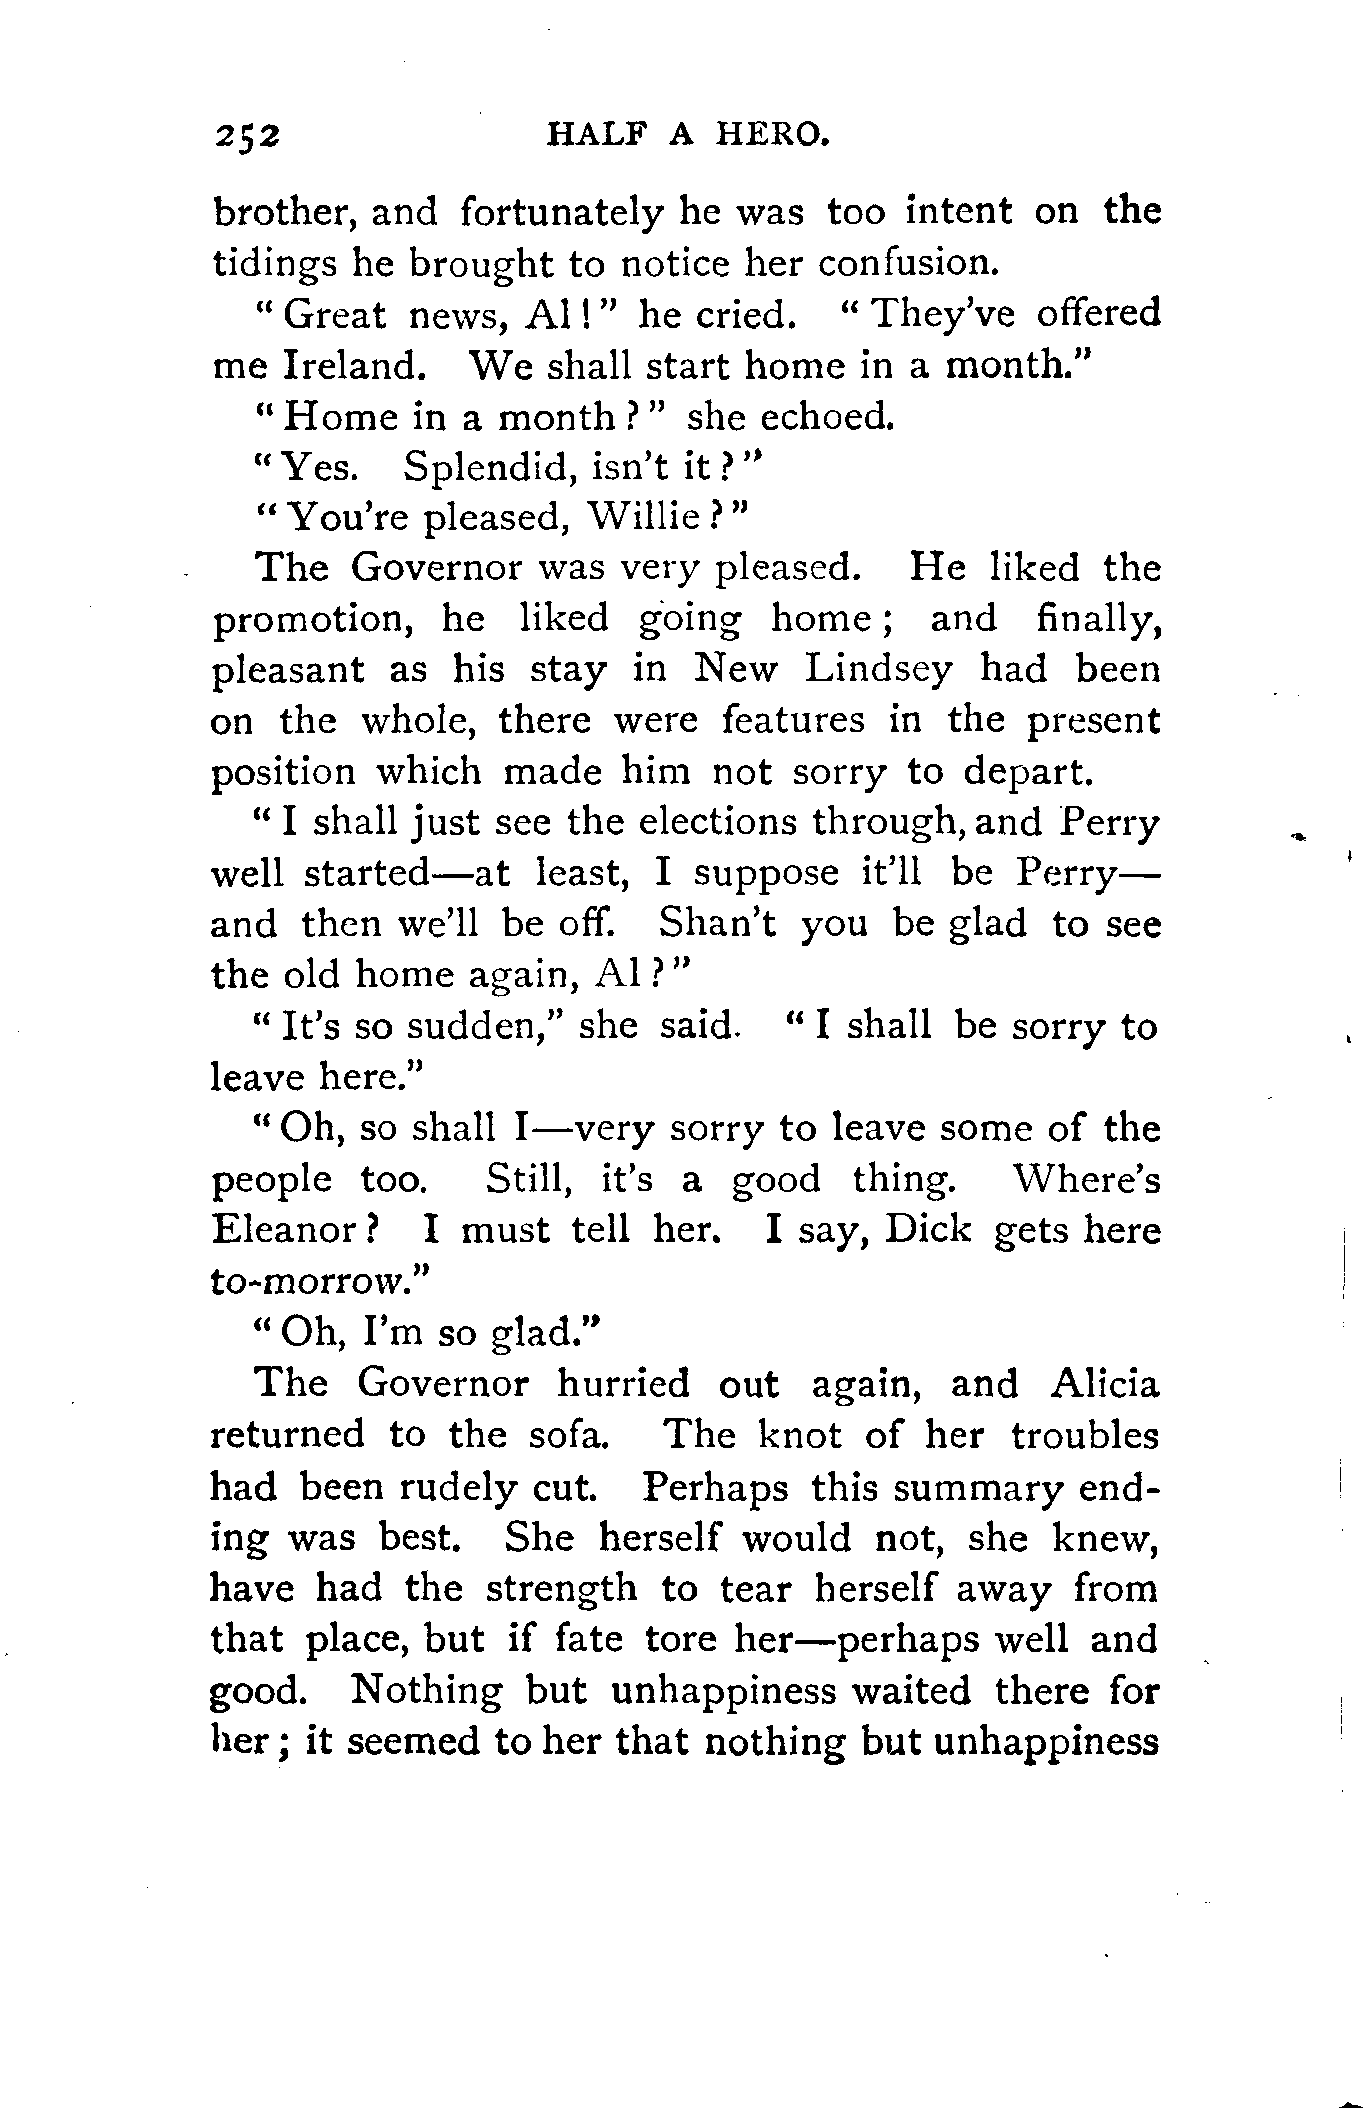 252 HALF A HERO.
brother, and fortunately he was too intent on the
tidings he brought to notice her confusion.
“Great news, Al!” he cried. “They've offered
me Ireland. We shall start home in a month.”
“Home in a month?” she echoed.
“Yes. Splendid, isn't it?”
“You're pleased, Willie?”
The Governor was very pleased. He liked the
promotion, he liked going home; and finally,
pleasant as his stay in New Lindsey had been
on the whole, there were features in the present
position which made him not sorry to depart.
“I shall just see the elections through, and Perry
well started—at least, I suppose it'll be Perry—
and then we'll be off. Shan't you be glad to see
the old home again, Al?”
“It's so sudden,” she said. “I shall be sorry to
leave here.”
“Oh, so shall I—very sorry to leave some of the
people too. Still, it's a good thing. Where's
Eleanor? I must tell her. I say, Dick gets here
to-morrow.”
“Oh, I'm so glad.”
The Governor hurried out again, and Alicia
returned to the sofa. The knot of her troubles
had been rudely cut. Perhaps this summary end-
ing was best. She herself would not, she knew,
have had the strength to tear herself away from
that place, but if fate tore her—perhaps well and
good. Nothing but unhappiness waited there for
her; it seemed to her that nothing but unhappiness